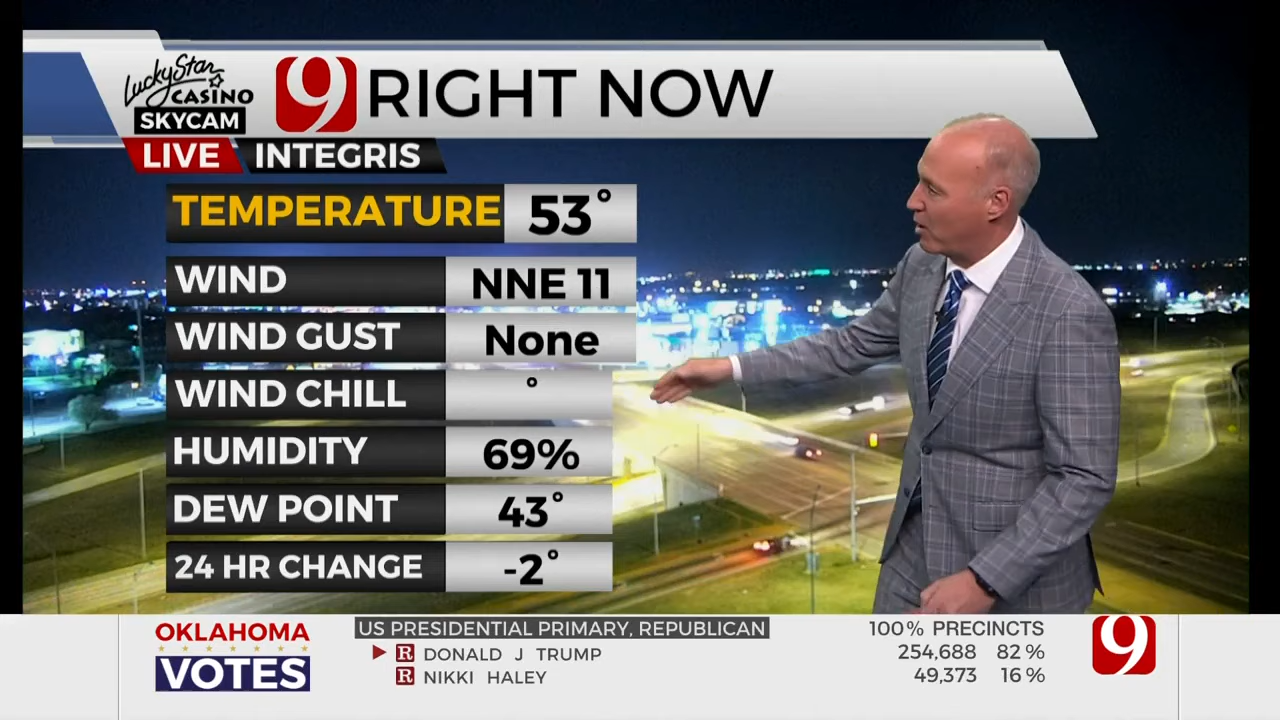 Lucky Star
CASINO
SKYCAM
9 RIGHT NOW
LIVE INTEGRIS
TEMPERATURE 53°
WIND NNE 11
WIND GUST None
WIND CHILL °
HUMIDITY 69%
DEW POINT 43°
24 HR CHANGE -2°
OKLAHOMA
VOTES
US PRESIDENTIAL PRIMARY, REPUBLICAN 100% PRECINCTS
R DONALD J TRUMP 254,688 82%
R NIKKI HALEY 49,373 16%
9